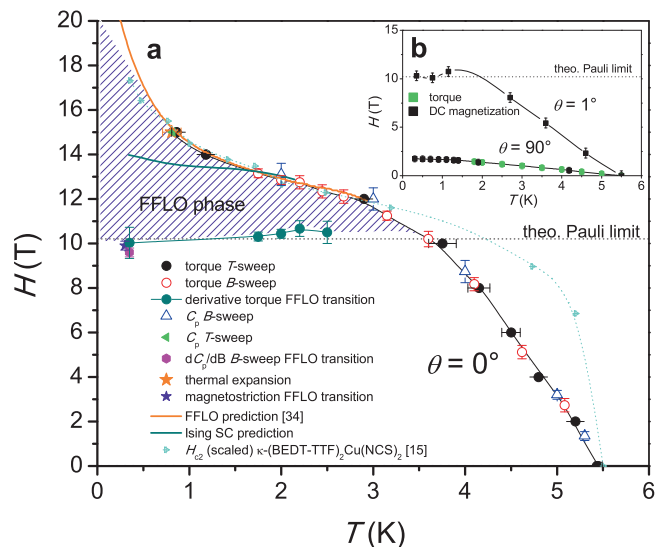 20
18
16
14
12
10
8
6
4
2
0
H (T)
a
FFLO phase
theo. Pauli limit
θ = 0°
torque T-sweep
torque B-sweep
derivative torque FFLO transition
Cp B-sweep
Cp T-sweep
dCp/dB B-sweep FFLO transition
thermal expansion
magnetostriction FFLO transition
FFLO prediction [34]
Ising SC prediction
Hc2 (scaled) κ-(BEDT-TTF)2Cu(NCS)2 [15]
0 1 2 3 4 5 6
T (K)
b
15
10
5
0
H (T)
theo. Pauli limit
torque
DC magnetization
θ = 1°
θ = 90°
0 1 2 3 4 5 6
T (K)